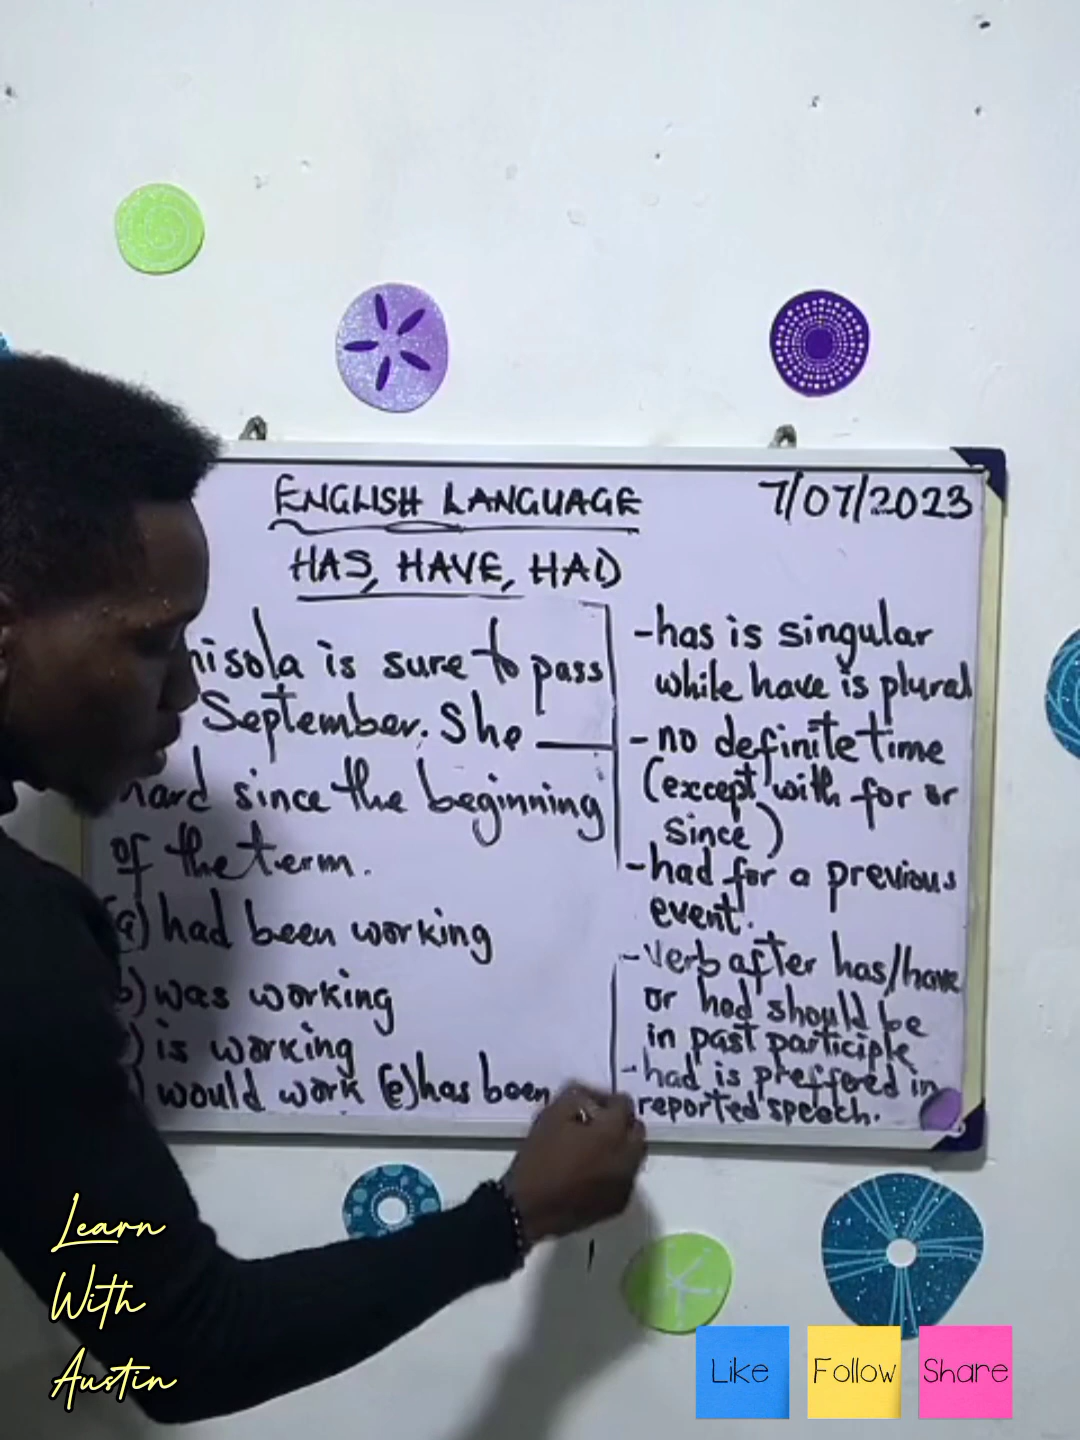 ENGLISH LANGUAGE
7/07/2023
HAS, HAVE, HAD
is sure to pass
September. She ___
hard since the beginning
of the term.
(a) had been working
b) was working
) is working
) would work (e) has been
-has is singular
while have is plural
- no definite time
(except with for or
since)
-had for a previous
event.
-verb after has/have
or had should be
in past participle
-had is preffered in
reported speech.
Learn
With
Austin
Like
Follow
Share